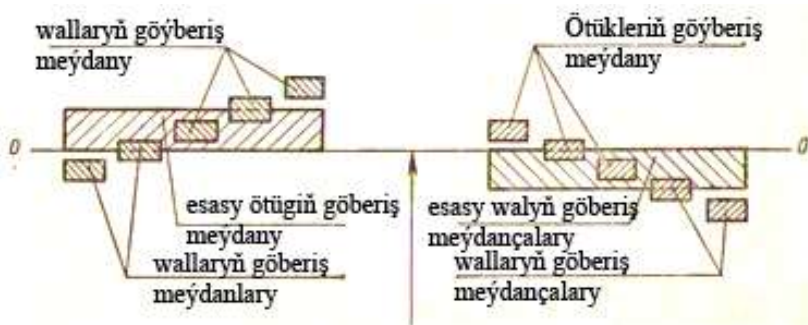 wallaryň göýberiş
meýdany
Ötükleriň göýberiş
meýdany
0
0
esasy ötügiň göberiş
meýdany
wallaryň göberiş
meýdanlary
esasy walyň göberiş
meýdançalary
wallaryň göberiş
meýdançalary